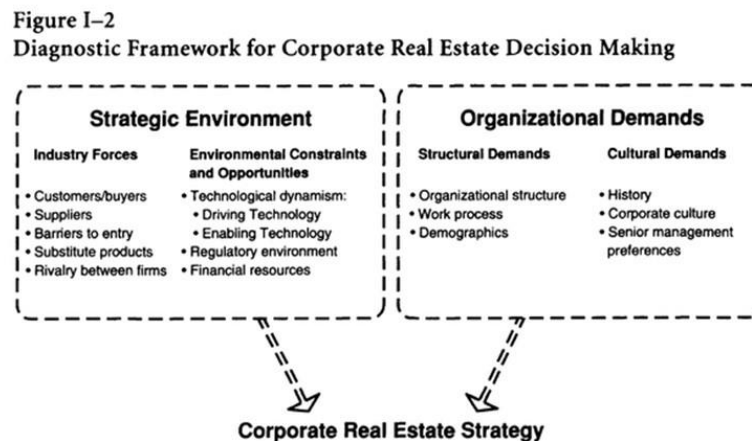 Figure I–2
Diagnostic Framework for Corporate Real Estate Decision Making
Strategic Environment
Industry Forces
• Customers/buyers
• Suppliers
• Barriers to entry
• Substitute products
• Rivalry between firms
Environmental Constraints
and Opportunities
• Technological dynamism:
• Driving Technology
• Enabling Technology
• Regulatory environment
• Financial resources
Organizational Demands
Structural Demands
• Organizational structure
• Work process
• Demographics
Cultural Demands
• History
• Corporate culture
• Senior management
preferences
Corporate Real Estate Strategy